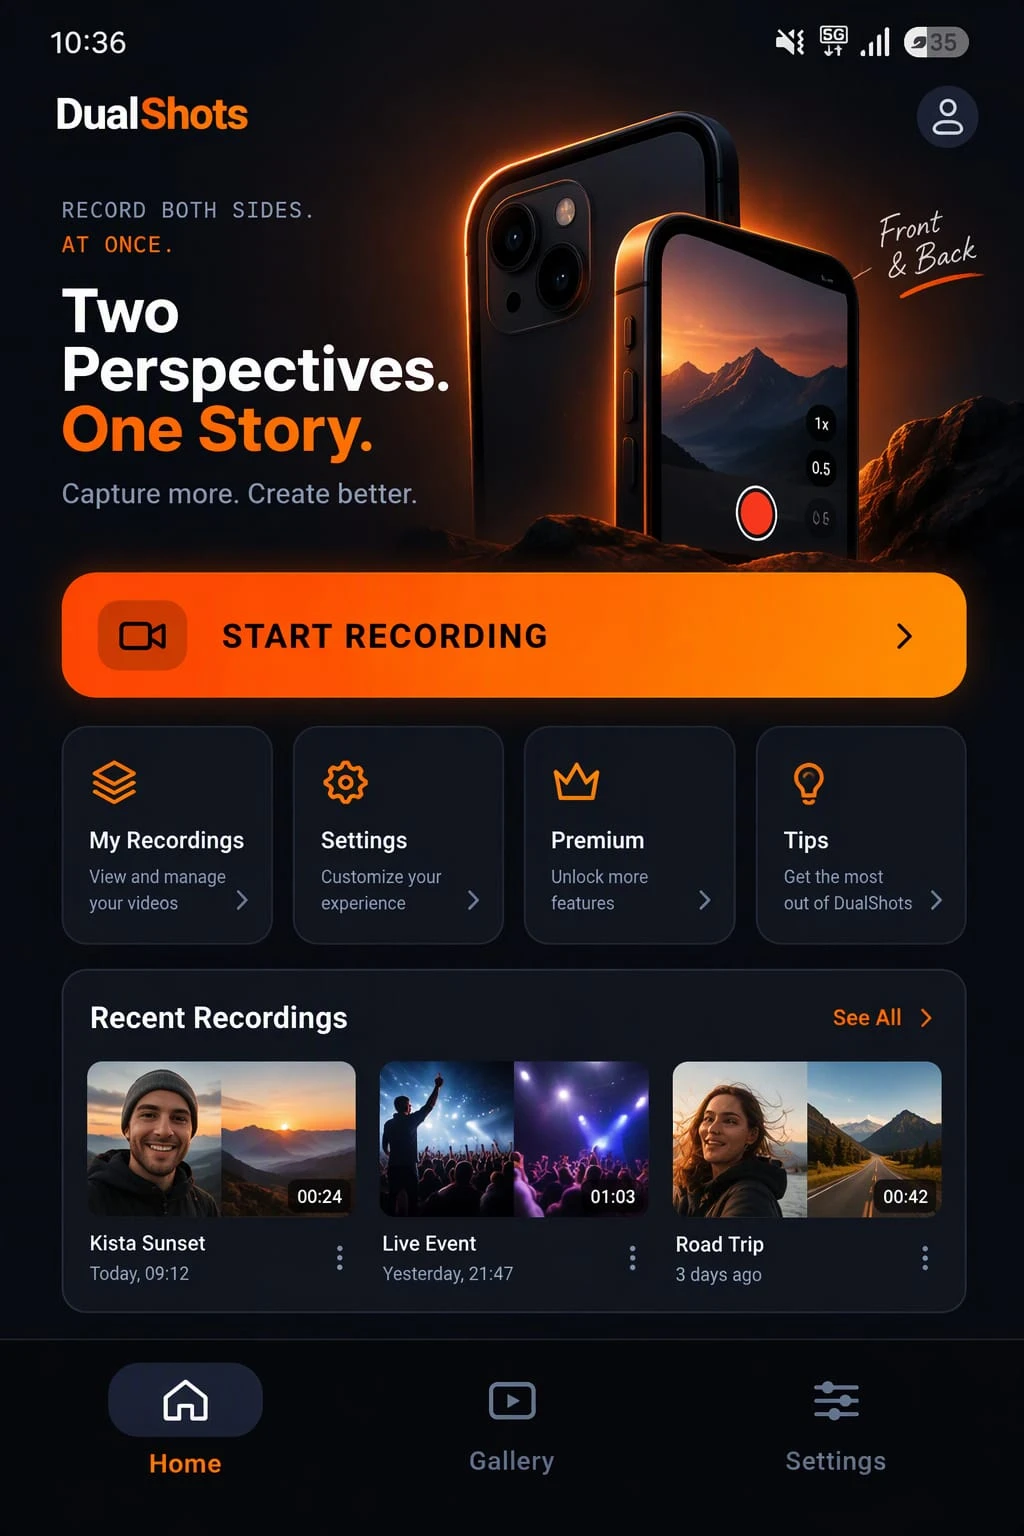 10:36
5G
35
DualShots
RECORD BOTH SIDES.
AT ONCE.
Front
& Back
Two
Perspectives.
One Story.
Capture more. Create better.
1x
0.5
START RECORDING
My Recordings
View and manage
your videos
Settings
Customize your
experience
Premium
Unlock more
features
Tips
Get the most
out of DualShots
Recent Recordings
See All
00:24
01:03
00:42
Kista Sunset
Today, 09:12
Live Event
Yesterday, 21:47
Road Trip
3 days ago
Home
Gallery
Settings